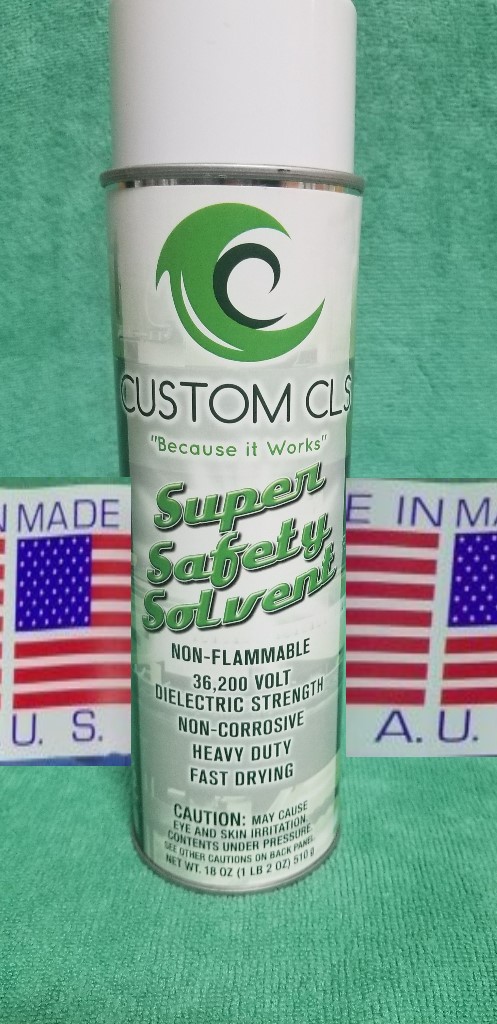 CUSTOM CLS
"Because it Works"
Super
Safety
Solvent
NON-FLAMMABLE
36,200 VOLT
DIELECTRIC STRENGTH
NON-CORROSIVE
HEAVY DUTY
FAST DRYING
CAUTION: MAY CAUSE
EYE AND SKIN IRRITATION.
CONTENTS UNDER PRESSURE.
SEE OTHER CAUTIONS ON BACK PANEL.
NET WT. 18 OZ (1 LB 2 OZ) 510 g
N MADE
U. S.
E IN MA
A. U.